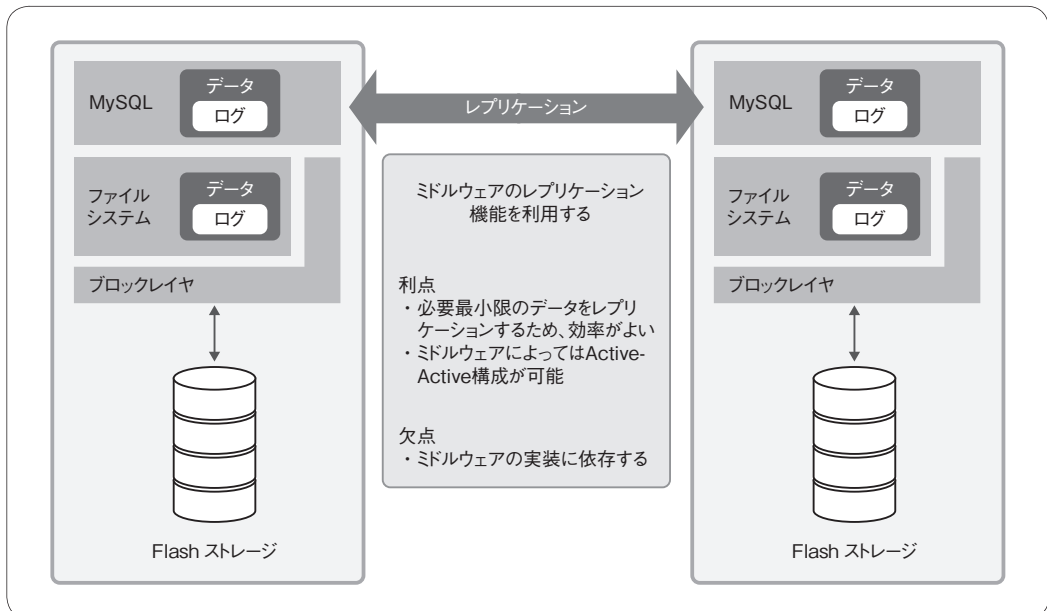 MySQL
データ
ログ
ファイル
システム
データ
ログ
ブロックレイヤ
Flash ストレージ
レプリケーション
ミドルウェアのレプリケーション
機能を利用する
利点
・必要最小限のデータをレプリ
ケーションするため、効率がよい
・ミドルウェアによってはActive-
Active構成が可能
欠点
・ミドルウェアの実装に依存する
MySQL
データ
ログ
ファイル
システム
データ
ログ
ブロックレイヤ
Flash ストレージ